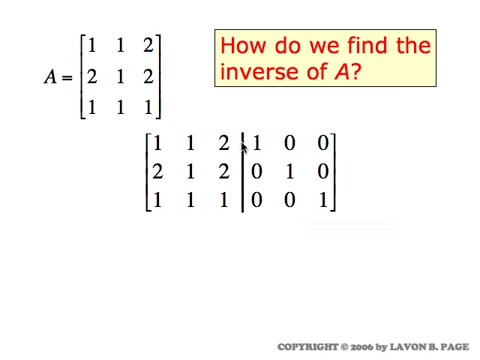 How do we find the
inverse of A?
A =
1 1 2
2 1 2
1 1 1
1 1 2 1 0 0
2 1 2 0 1 0
1 1 1 0 0 1
COPYRIGHT © 2006 by LAVON B. PAGE